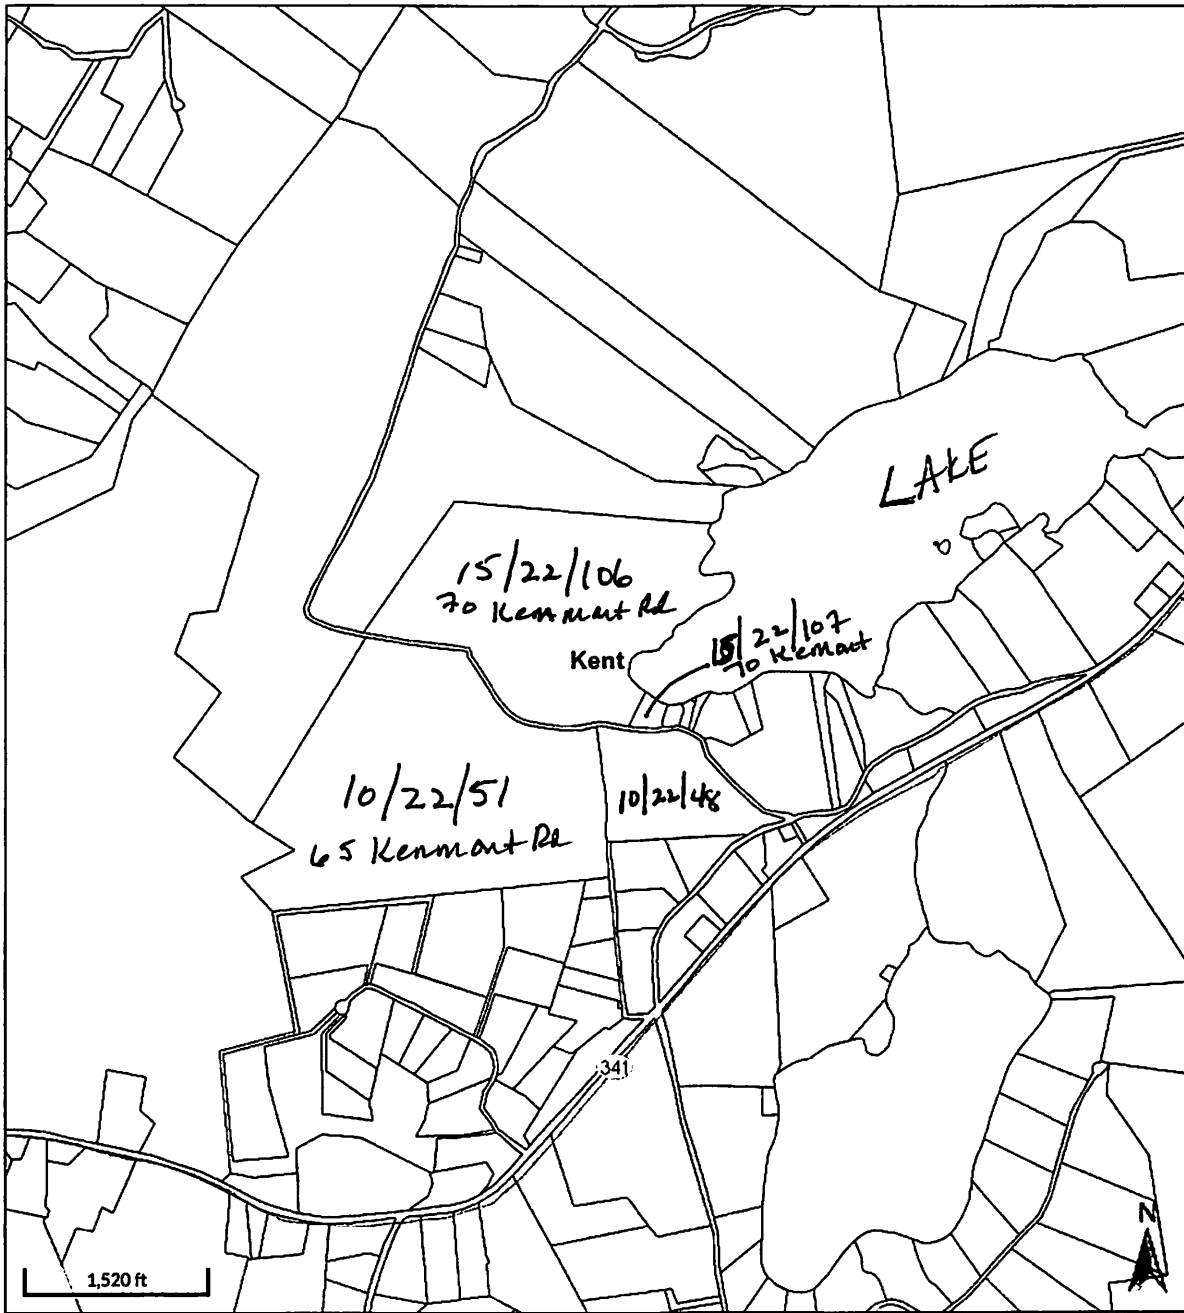 LAKE
15/22/106
70 Kenmont Rd
15/22/107
70 Kemont
Kent
10/22/51
65 Kenmont Rd
10/22/48
341
N
1,520 ft